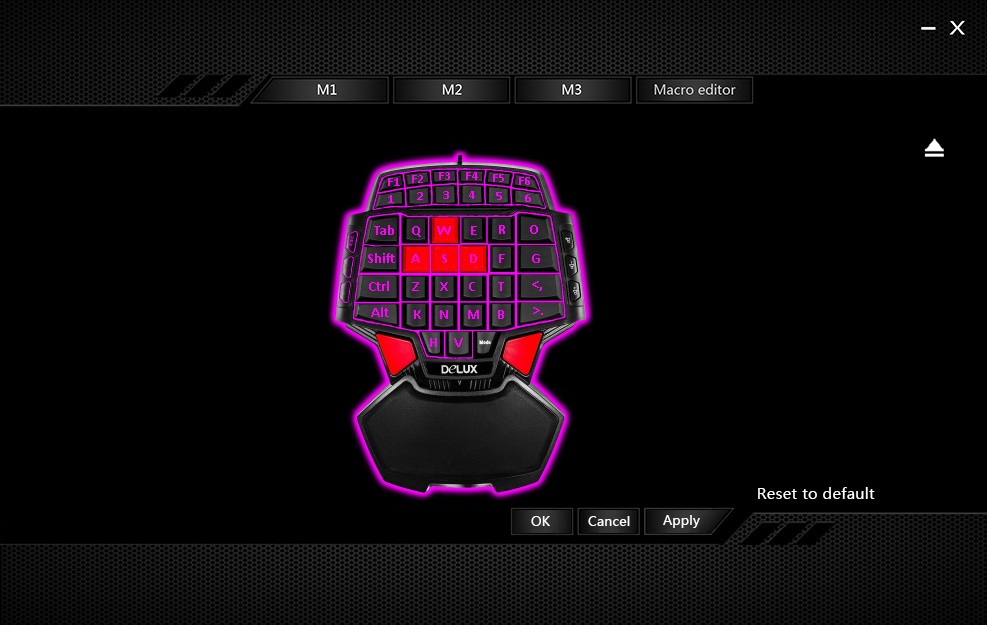 M1 M2 M3 Macro editor
F1 F2 F3 F4 F5 F6
1 2 3 4 5 6
Tab Q W E R O
Shift A S D F G
Ctrl Z X C T <,
Alt K N M B >.
H V Mode
DeLUX
Reset to default
OK Cancel Apply